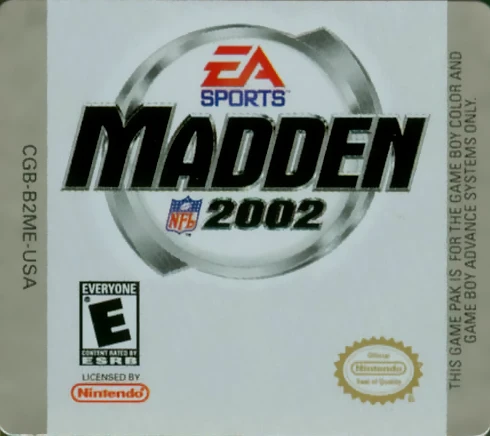 EA
SPORTS™
MADDEN
NFL 2002
CGB-B2ME-USA
THIS GAME PAK IS FOR THE GAME BOY COLOR AND
GAME BOY ADVANCE SYSTEMS ONLY.
EVERYONE
E
CONTENT RATED BY
ESRB
LICENSED BY
Nintendo
Official
Nintendo
Seal of Quality